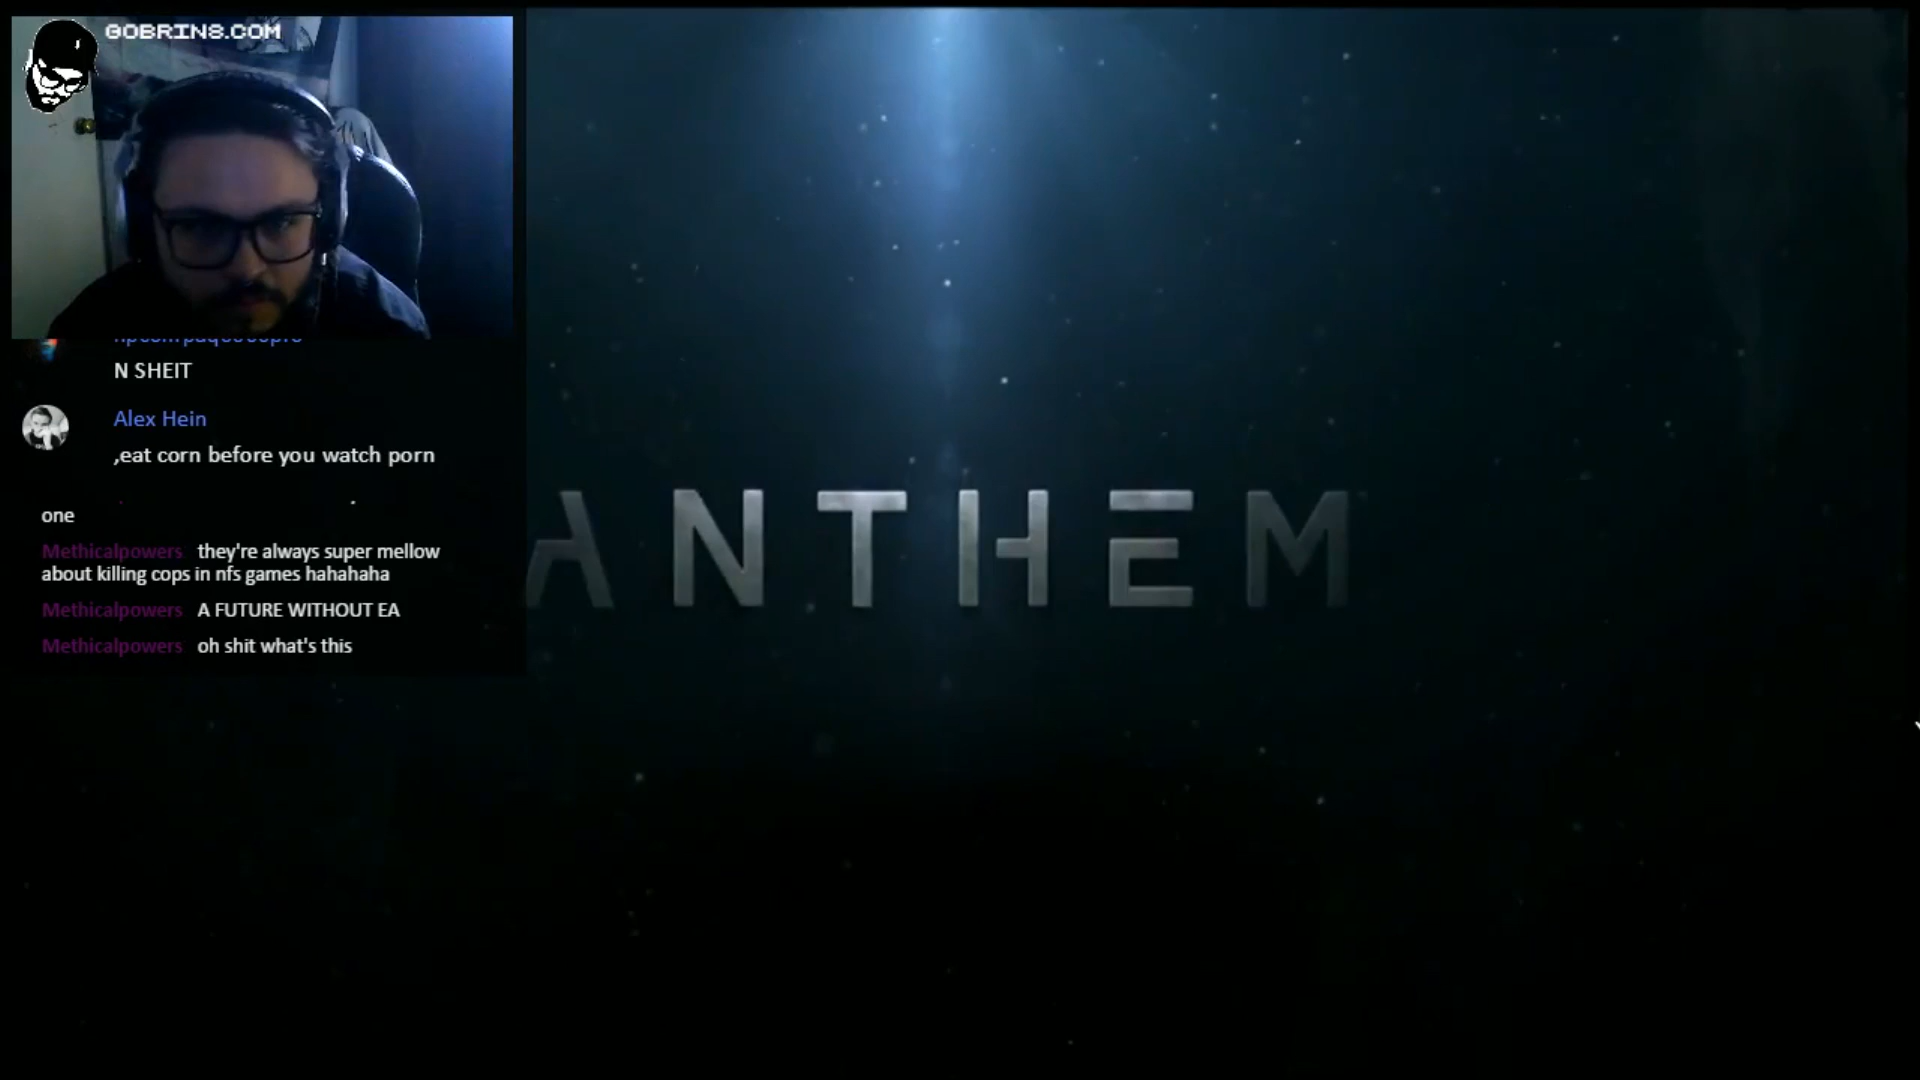 GOBRINS.COM
N SHEIT
Alex Hein
,eat corn before you watch porn
one
Methicalpowers they're always super mellow
about killing cops in nfs games hahahaha
Methicalpowers A FUTURE WITHOUT EA
Methicalpowers oh shit what's this
ANTHEM